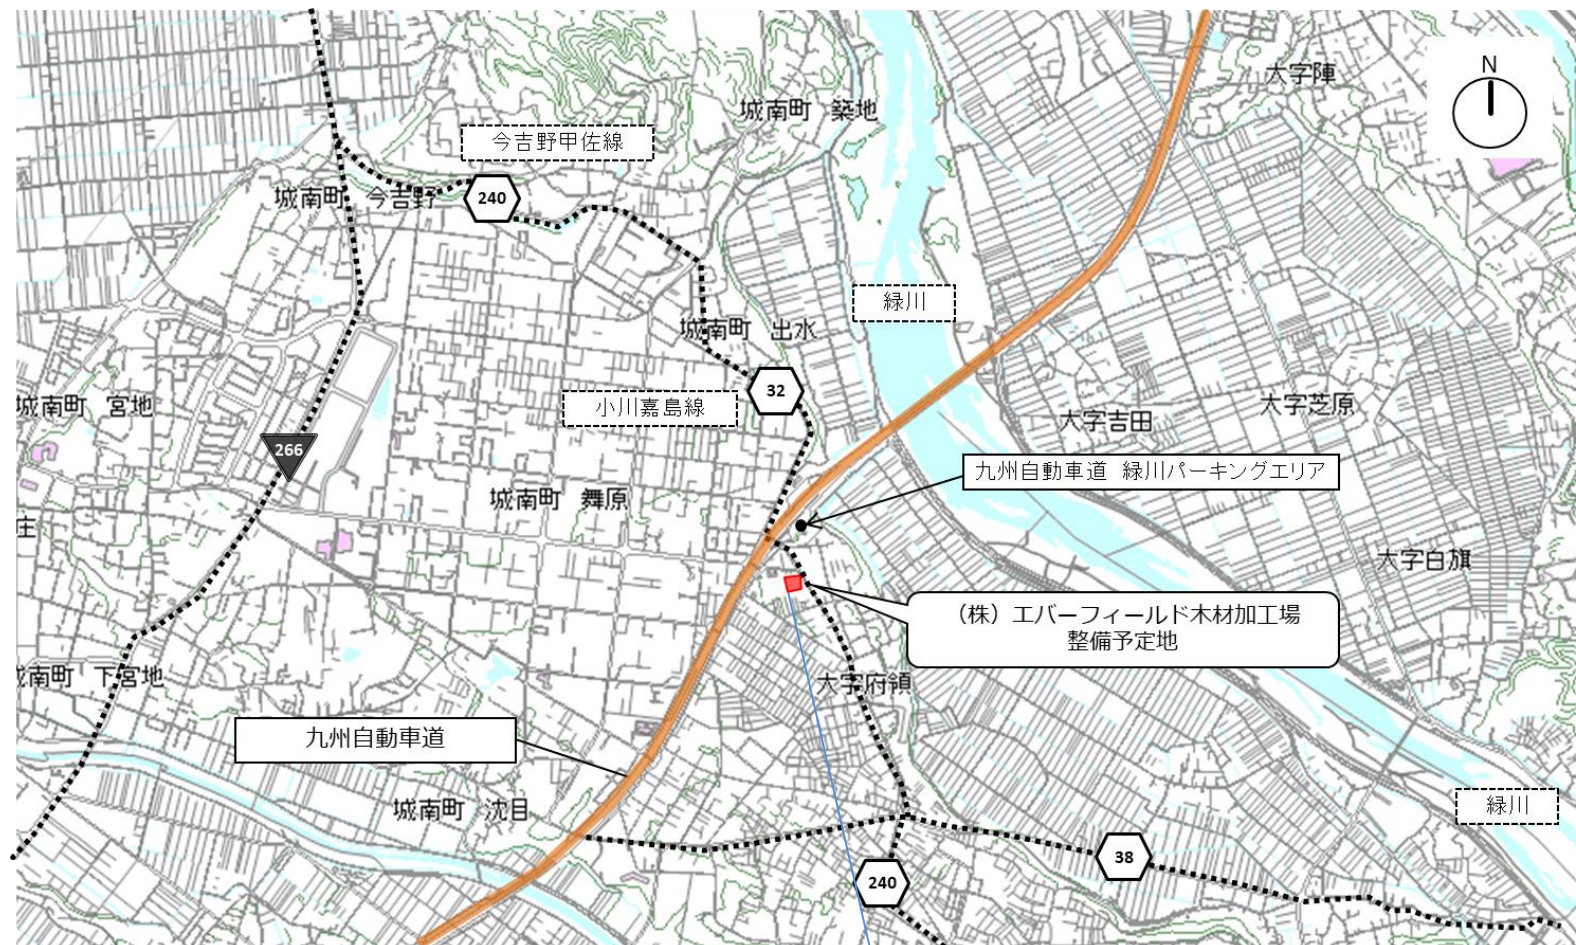 N
大字陣
城南町 築地
今吉野甲佐線
城南町 今吉野
240
緑川
城南町 出水
32
小川嘉島線
城南町 宮地
大字吉田
大字芝原
266
九州自動車道 緑川パーキングエリア
城南町 舞原
庄
大字白旗
（株）エバーフィールド木材加工場
整備予定地
城南町 下宮地
大字府領
九州自動車道
城南町 沈目
緑川
38
240